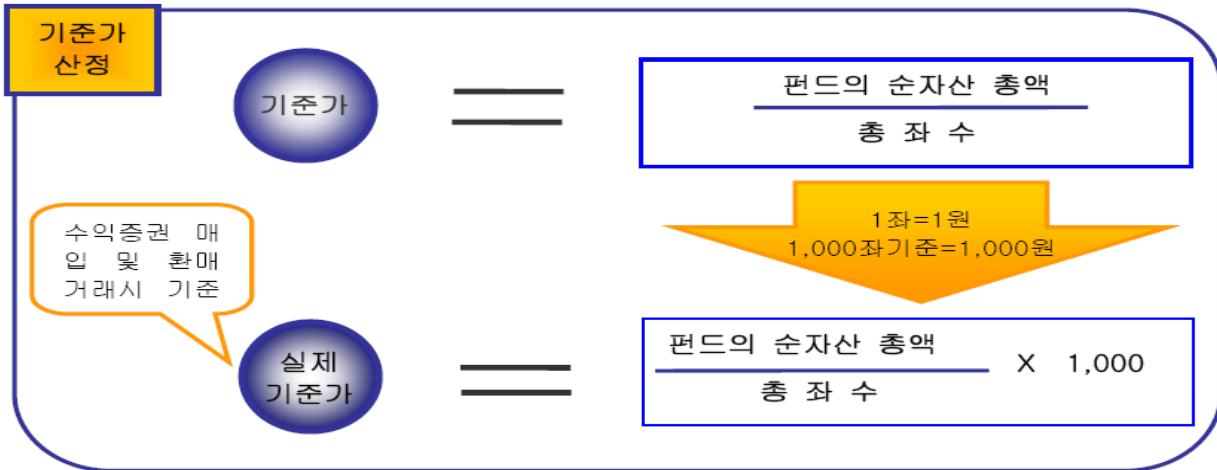 기준가
산정
기준가
펀드의 순자산 총액
총 좌 수
1좌=1원
1,000좌기준=1,000원
수익증권 매
입 및 환매
거래시 기준
실제
기준가
펀드의 순자산 총액
총 좌 수
X 1,000